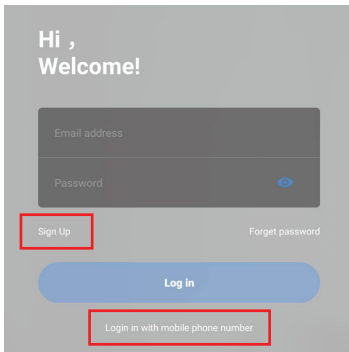 Hi ,
Welcome!
Email address
Password
Sign Up
Forget password
Log in
Login in with mobile phone number